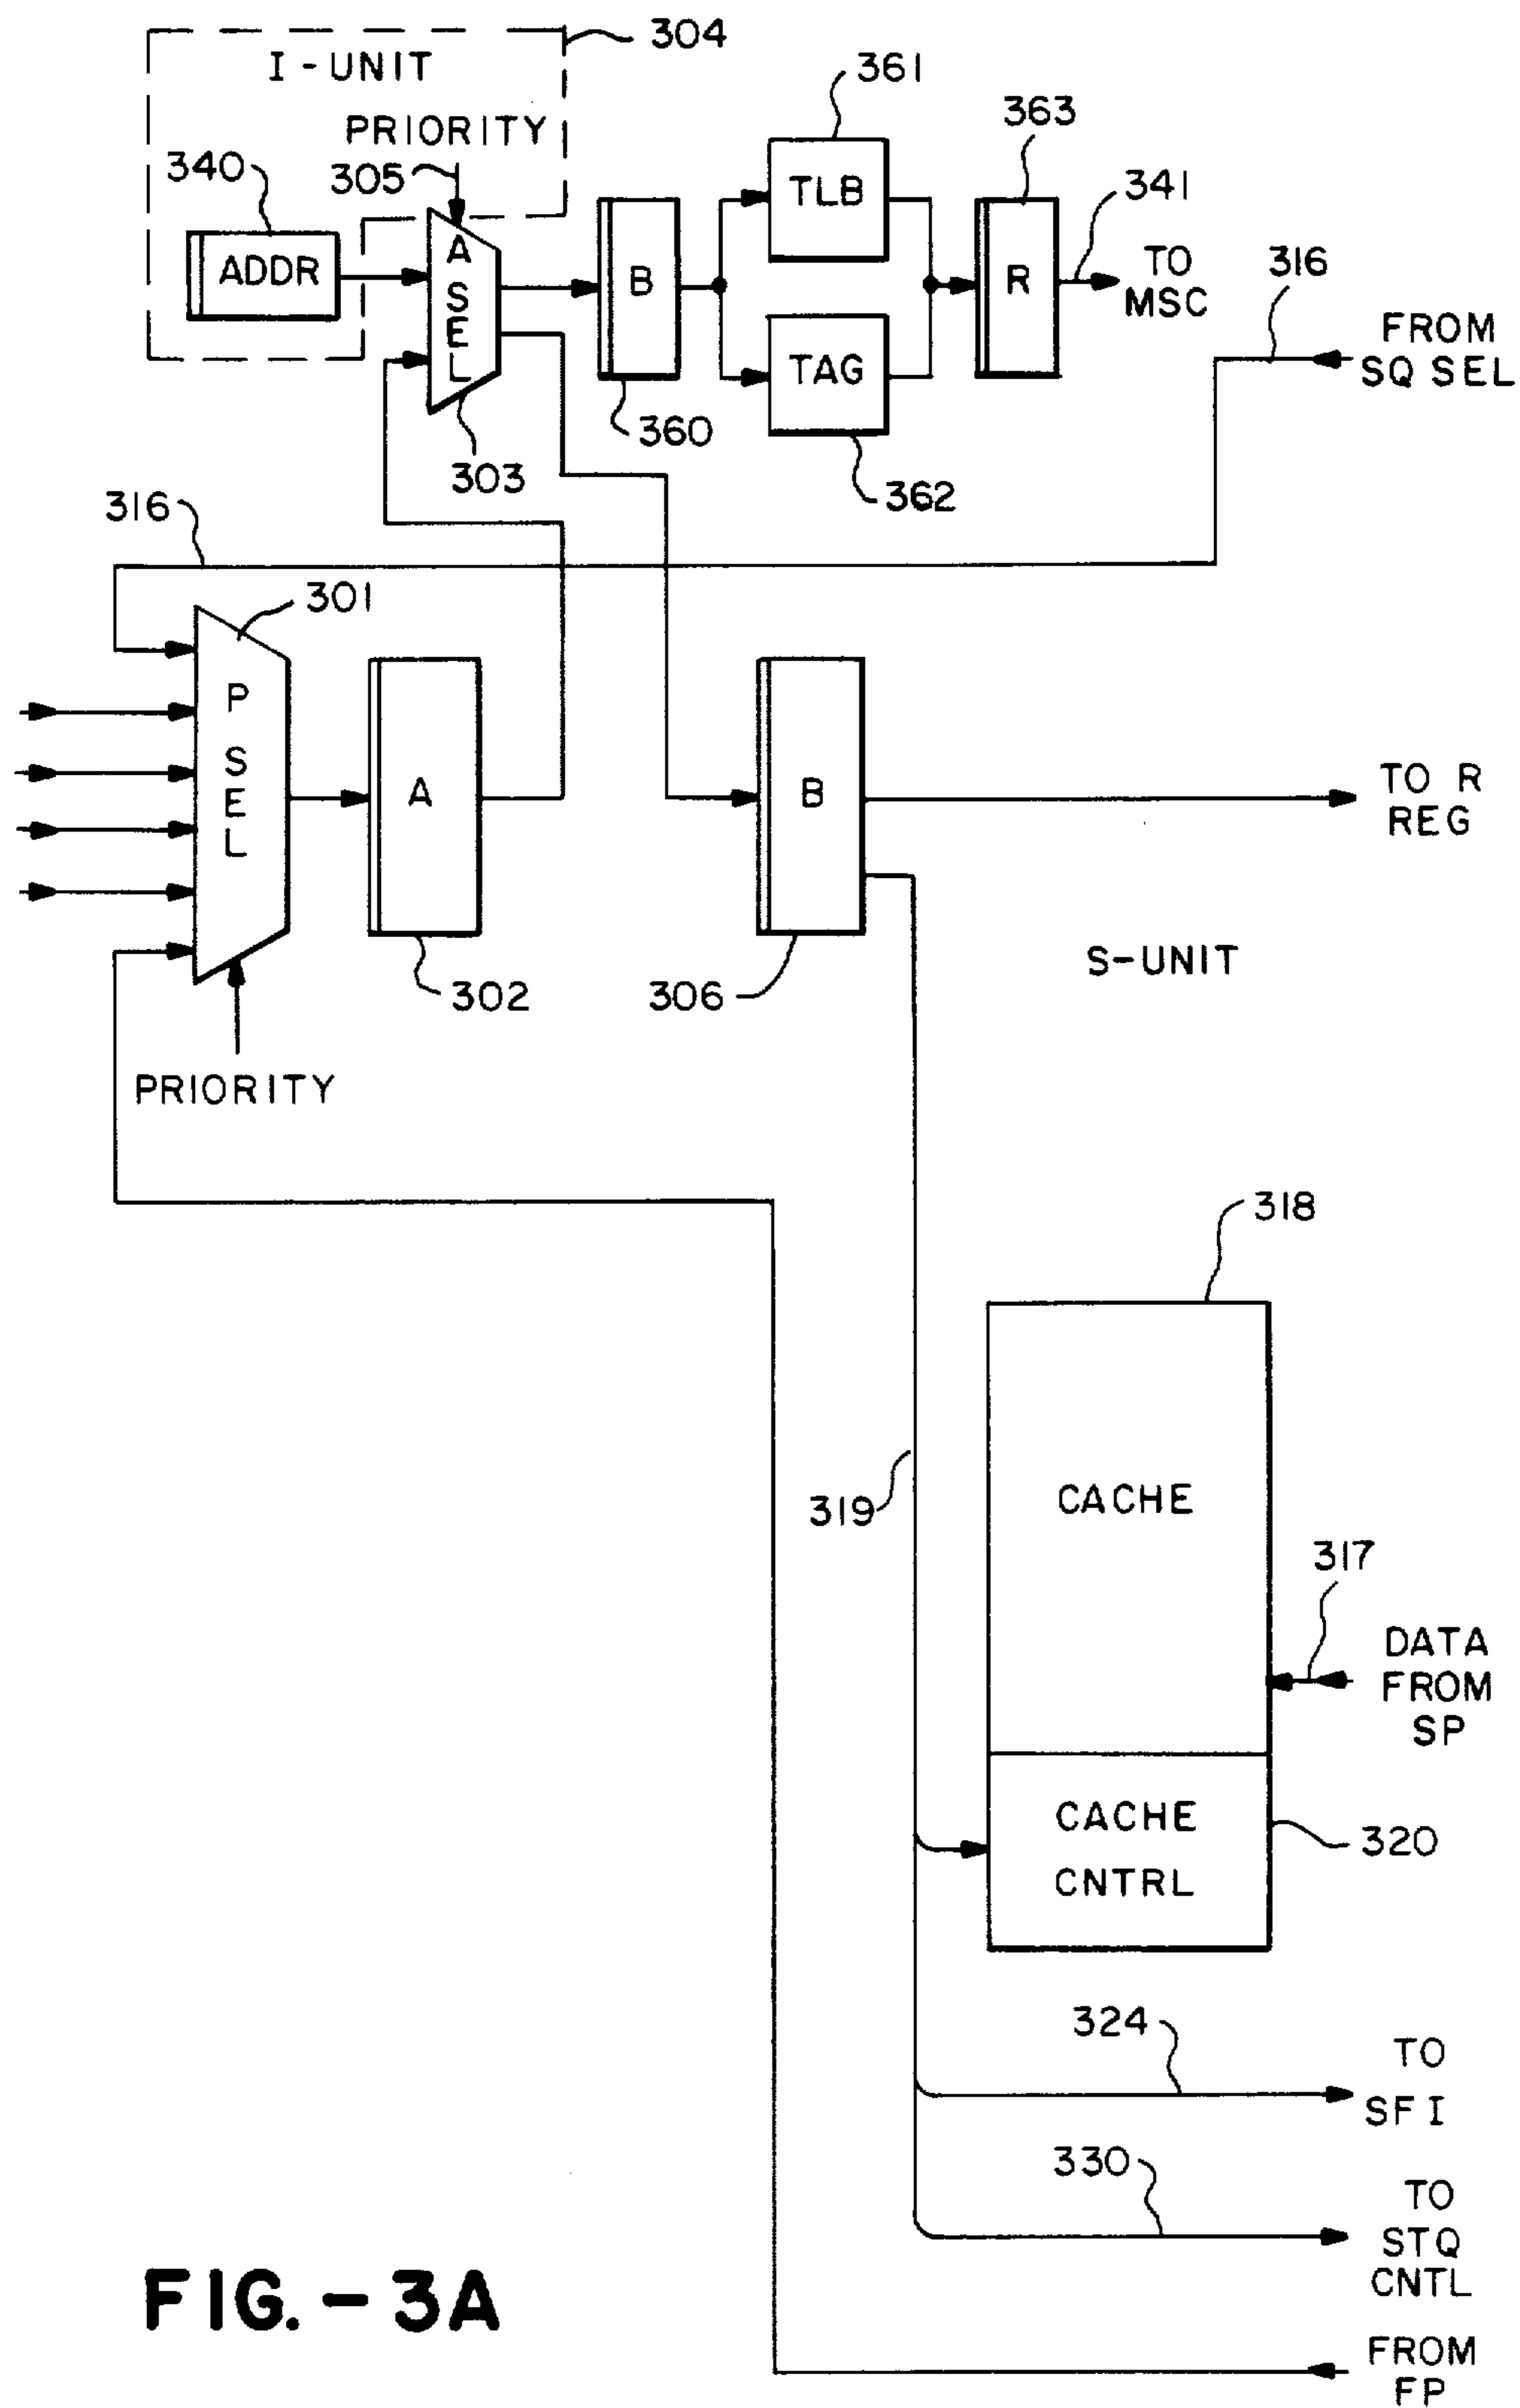 304
I-UNIT
361
363
PRIORITY
340
305
341
TLB
ADDR
A
SEL
B
R
TO
MSC
316
FROM
SQ SEL
TAG
360
303
362
316
301
P
SEL
A
B
TO R
REG
S-UNIT
302
306
PRIORITY
318
CACHE
319
317
DATA
FROM
SP
CACHE
CNTRL
320
324
TO
SFI
330
TO
STQ
CNTL
FIG.-3A
FROM
FP